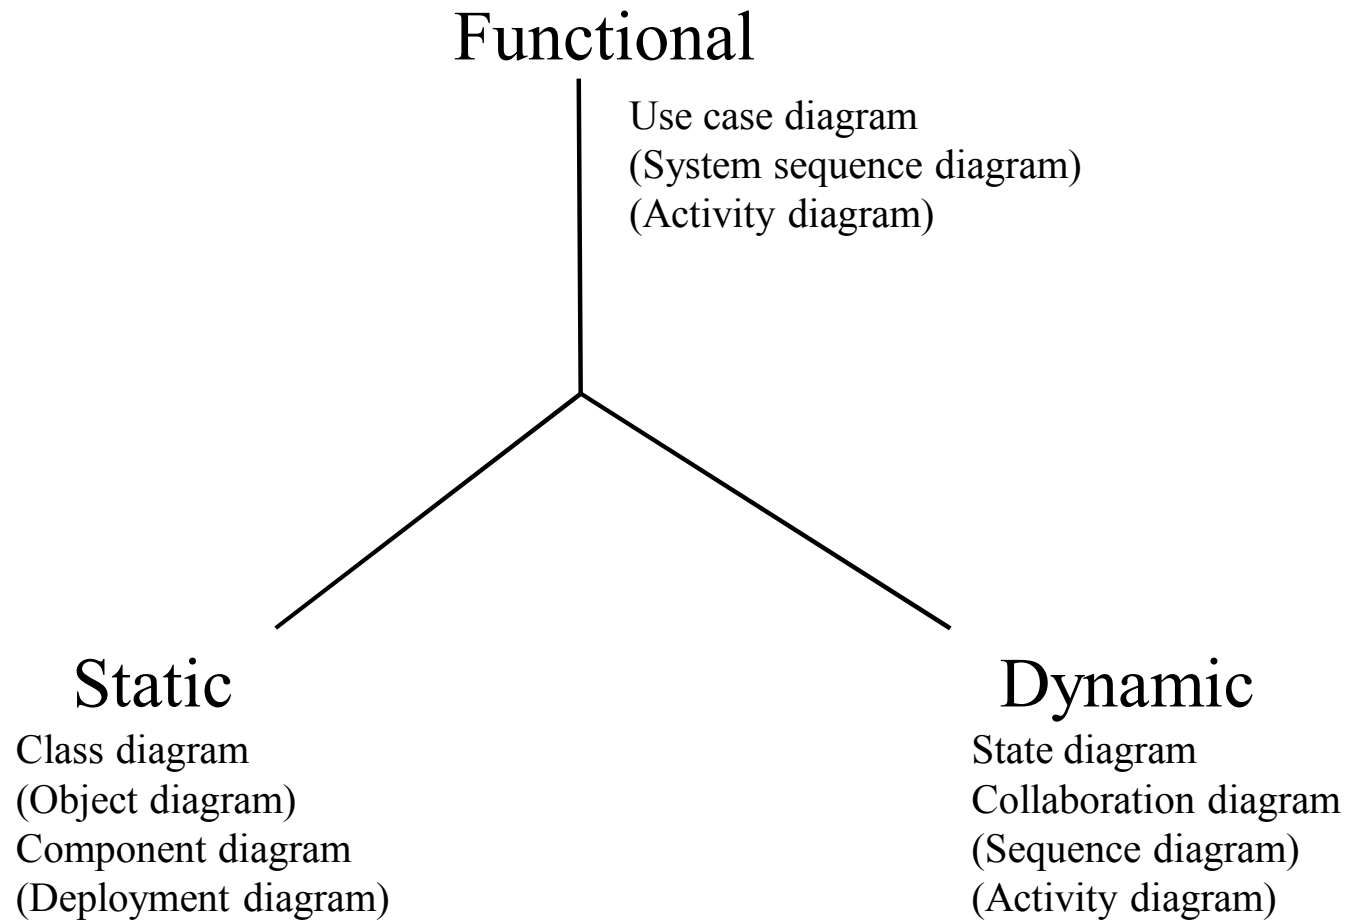 Functional
Use case diagram
(System sequence diagram)
(Activity diagram)
Static
Class diagram
(Object diagram)
Component diagram
(Deployment diagram)
Dynamic
State diagram
Collaboration diagram
(Sequence diagram)
(Activity diagram)